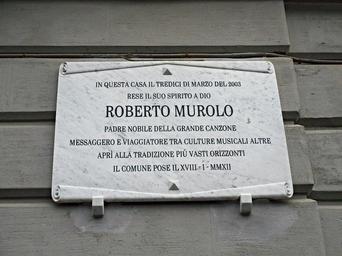 IN QUESTA CASA IL TREDICI DI MARZO DEL 2003
RESE IL SUO SPIRITO A DIO
ROBERTO MUROLO
PADRE NOBILE DELLA GRANDE CANZONE
MESSAGGERO E VIAGGIATORE TRA CULTURE MUSICALI ALTRE
APRÌ ALLA TRADIZIONE PIÙ VASTI ORIZZONTI
IL COMUNE POSE IL XVIII-I-MMXII